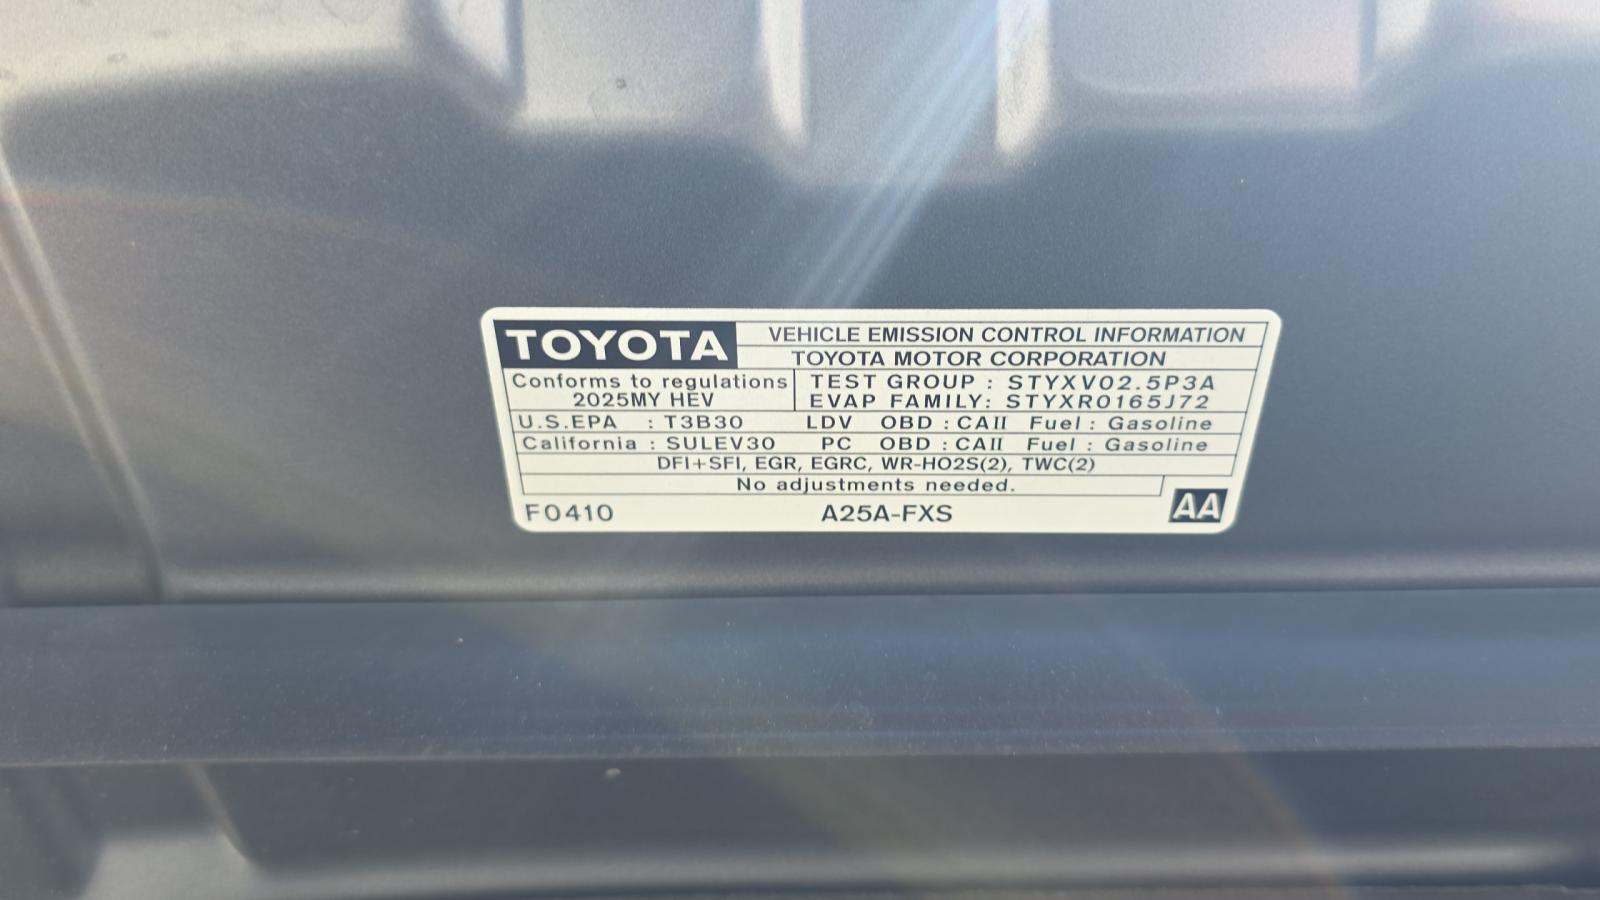 TOYOTA
VEHICLE EMISSION CONTROL INFORMATION
TOYOTA MOTOR CORPORATION
Conforms to regulations
2025MY HEV
TEST GROUP : STYXV02.5P3A
EVAP FAMILY: STYXR0165J72
U.S.EPA : T3B30 LDV OBD : CAII Fuel : Gasoline
California : SULEV30 PC OBD : CAII Fuel : Gasoline
DFI+SFI, EGR, EGRC, WR-HO2S(2), TWC(2)
No adjustments needed.
F0410 A25A-FXS AA